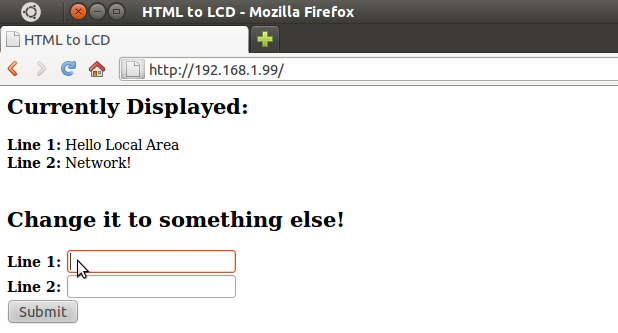 HTML to LCD - Mozilla Firefox
HTML to LCD
http://192.168.1.99/
Currently Displayed:
Line 1: Hello Local Area
Line 2: Network!
Change it to something else!
Line 1:
Line 2:
Submit